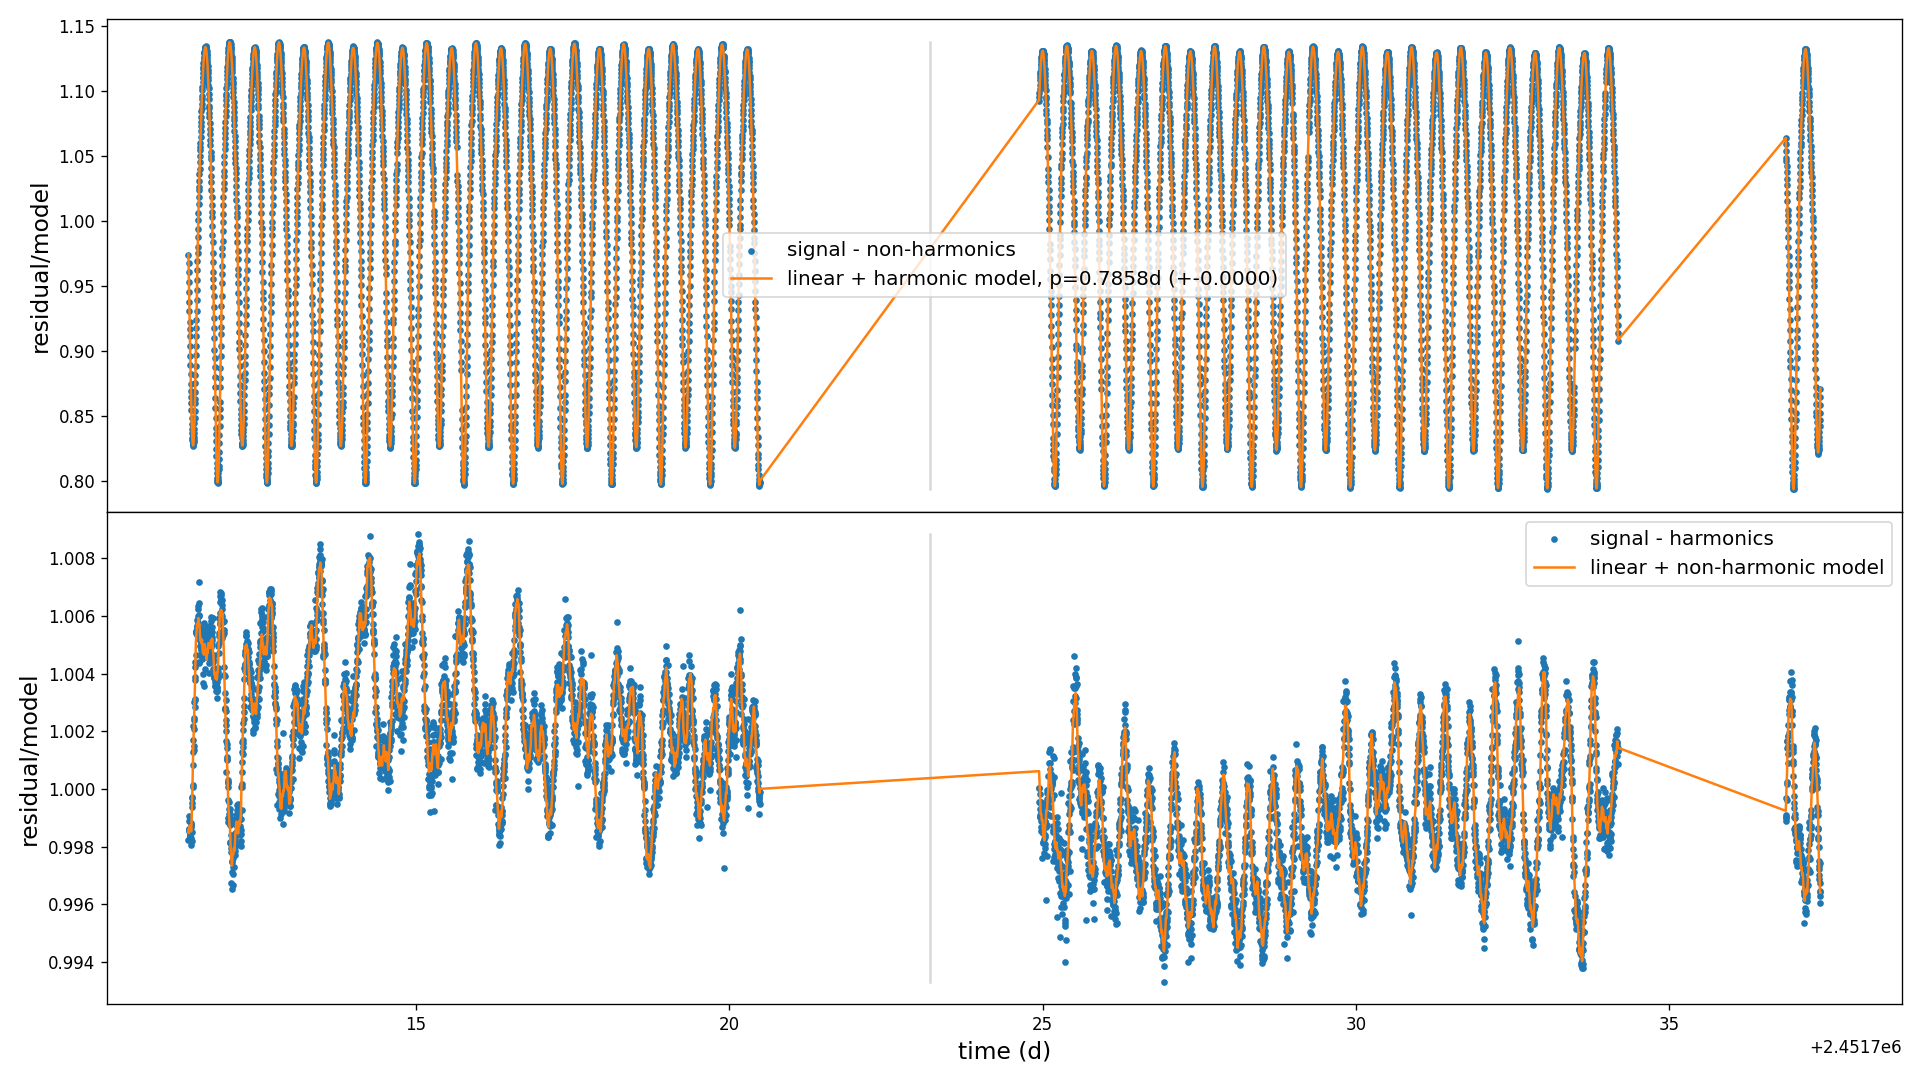 1.15
1.10
1.05
1.00
0.95
0.90
0.85
0.80
residual/model
signal - non-harmonics
linear + harmonic model, p=0.7858d (+-0.0000)
1.008
1.006
1.004
1.002
1.000
0.998
0.996
0.994
residual/model
signal - harmonics
linear + non-harmonic model
15 20 25 30 35
time (d)
+2.4517e6